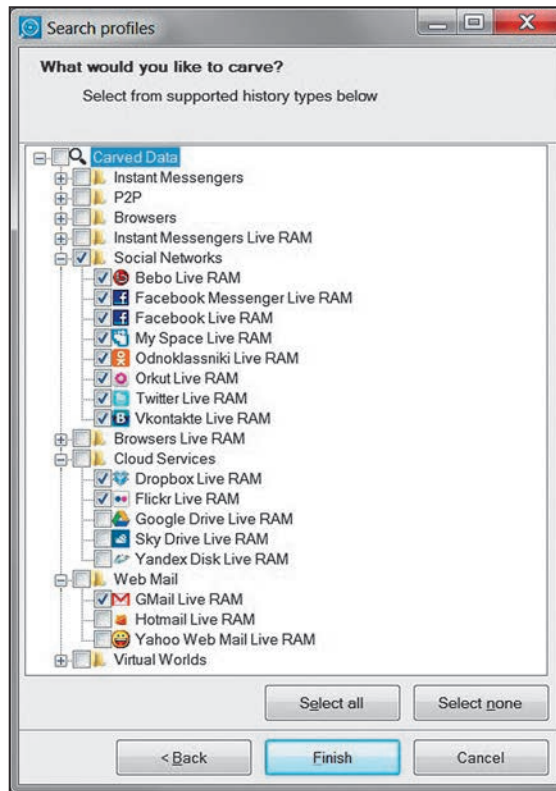 Search profiles
What would you like to carve?
Select from supported history types below
Carved Data
Instant Messengers
P2P
Browsers
Instant Messengers Live RAM
Social Networks
Bebo Live RAM
Facebook Messenger Live RAM
Facebook Live RAM
My Space Live RAM
Odnoklassniki Live RAM
Orkut Live RAM
Twitter Live RAM
Vkontakte Live RAM
Browsers Live RAM
Cloud Services
Dropbox Live RAM
Flickr Live RAM
Google Drive Live RAM
Sky Drive Live RAM
Yandex Disk Live RAM
Web Mail
GMail Live RAM
Hotmail Live RAM
Yahoo Web Mail Live RAM
Virtual Worlds
Select all Select none
< Back Finish Cancel